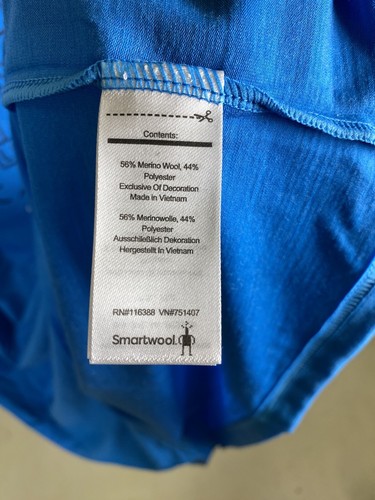 Contents:
56% Merino Wool, 44%
Polyester
Exclusive Of Decoration
Made in Vietnam
56% Merinowolle, 44%
Polyester
Ausschließlich Dekoration
Hergestellt In Vietnam
RN#116388 VN#751407
Smartwool.